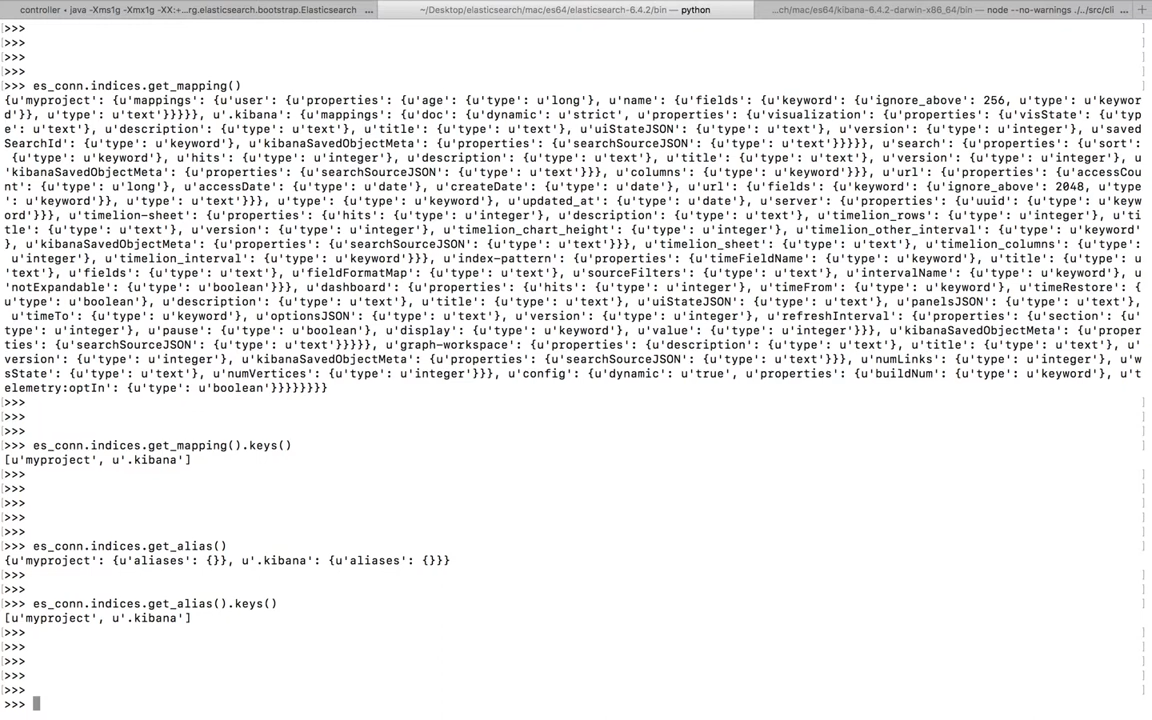 controller • java -Xms1g -Xmx1g -XX:+...rg.elasticsearch.bootstrap.Elasticsearch ... ~/Desktop/elasticsearch/mac/es64/elasticsearch-6.4.2/bin — python ...ch/mac/es64/kibana-6.4.2-darwin-x86_64/bin — node --no-warnings ./../src/cli ... +
[>>> ]
[>>> ]
[>>> ]
[>>> ]
[>>> es_conn.indices.get_mapping() ]
{u'myproject': {u'mappings': {u'user': {u'properties': {u'age': {u'type': u'long'}, u'name': {u'fields': {u'keyword': {u'ignore_above': 256, u'type': u'keywor
d'}}, u'type': u'text'}}}}}, u'.kibana': {u'mappings': {u'doc': {u'dynamic': u'strict', u'properties': {u'visualization': {u'properties': {u'visState': {u'typ
e': u'text'}, u'description': {u'type': u'text'}, u'title': {u'type': u'text'}, u'uiStateJSON': {u'type': u'text'}, u'version': {u'type': u'integer'}, u'saved
SearchId': {u'type': u'keyword'}, u'kibanaSavedObjectMeta': {u'properties': {u'searchSourceJSON': {u'type': u'text'}}}}}, u'search': {u'properties': {u'sort':
 {u'type': u'keyword'}, u'hits': {u'type': u'integer'}, u'description': {u'type': u'text'}, u'title': {u'type': u'text'}, u'version': {u'type': u'integer'}, u
'kibanaSavedObjectMeta': {u'properties': {u'searchSourceJSON': {u'type': u'text'}}}, u'columns': {u'type': u'keyword'}}}, u'url': {u'properties': {u'accessCou
nt': {u'type': u'long'}, u'accessDate': {u'type': u'date'}, u'createDate': {u'type': u'date'}, u'url': {u'fields': {u'keyword': {u'ignore_above': 2048, u'type
': u'keyword'}}, u'type': u'text'}}}, u'type': {u'type': u'keyword'}, u'updated_at': {u'type': u'date'}, u'server': {u'properties': {u'uuid': {u'type': u'keyw
ord'}}}, u'timelion-sheet': {u'properties': {u'hits': {u'type': u'integer'}, u'description': {u'type': u'text'}, u'timelion_rows': {u'type': u'integer'}, u'ti
tle': {u'type': u'text'}, u'version': {u'type': u'integer'}, u'timelion_chart_height': {u'type': u'integer'}, u'timelion_other_interval': {u'type': u'keyword'
}, u'kibanaSavedObjectMeta': {u'properties': {u'searchSourceJSON': {u'type': u'text'}}}, u'timelion_sheet': {u'type': u'text'}, u'timelion_columns': {u'type':
 u'integer'}, u'timelion_interval': {u'type': u'keyword'}}}, u'index-pattern': {u'properties': {u'timeFieldName': {u'type': u'keyword'}, u'title': {u'type': u
'text'}, u'fields': {u'type': u'text'}, u'fieldFormatMap': {u'type': u'text'}, u'sourceFilters': {u'type': u'text'}, u'intervalName': {u'type': u'keyword'}, u
'notExpandable': {u'type': u'boolean'}}}, u'dashboard': {u'properties': {u'hits': {u'type': u'integer'}, u'timeFrom': {u'type': u'keyword'}, u'timeRestore': {
u'type': u'boolean'}, u'description': {u'type': u'text'}, u'title': {u'type': u'text'}, u'uiStateJSON': {u'type': u'text'}, u'panelsJSON': {u'type': u'text'},
 u'timeTo': {u'type': u'keyword'}, u'optionsJSON': {u'type': u'text'}, u'version': {u'type': u'integer'}, u'refreshInterval': {u'properties': {u'section': {u'
type': u'integer'}, u'pause': {u'type': u'boolean'}, u'display': {u'type': u'keyword'}, u'value': {u'type': u'integer'}}}, u'kibanaSavedObjectMeta': {u'proper
ties': {u'searchSourceJSON': {u'type': u'text'}}}}}, u'graph-workspace': {u'properties': {u'description': {u'type': u'text'}, u'title': {u'type': u'text'}, u'
version': {u'type': u'integer'}, u'kibanaSavedObjectMeta': {u'properties': {u'searchSourceJSON': {u'type': u'text'}}}, u'numLinks': {u'type': u'integer'}, u'w
sState': {u'type': u'text'}, u'numVertices': {u'type': u'integer'}}}, u'config': {u'dynamic': u'true', u'properties': {u'buildNum': {u'type': u'keyword'}, u't
elemetry:optIn': {u'type': u'boolean'}}}}}}}}
[>>> ]
[>>> ]
[>>> ]
[>>> es_conn.indices.get_mapping().keys() ]
[u'myproject', u'.kibana']
[>>> ]
[>>> ]
[>>> ]
[>>> ]
[>>> ]
[>>> es_conn.indices.get_alias() ]
{u'myproject': {u'aliases': {}}, u'.kibana': {u'aliases': {}}}
[>>> ]
[>>> ]
[>>> es_conn.indices.get_alias().keys() ]
[u'myproject', u'.kibana']
[>>> ]
[>>> ]
[>>> ]
[>>> ]
[>>> ]
>>>